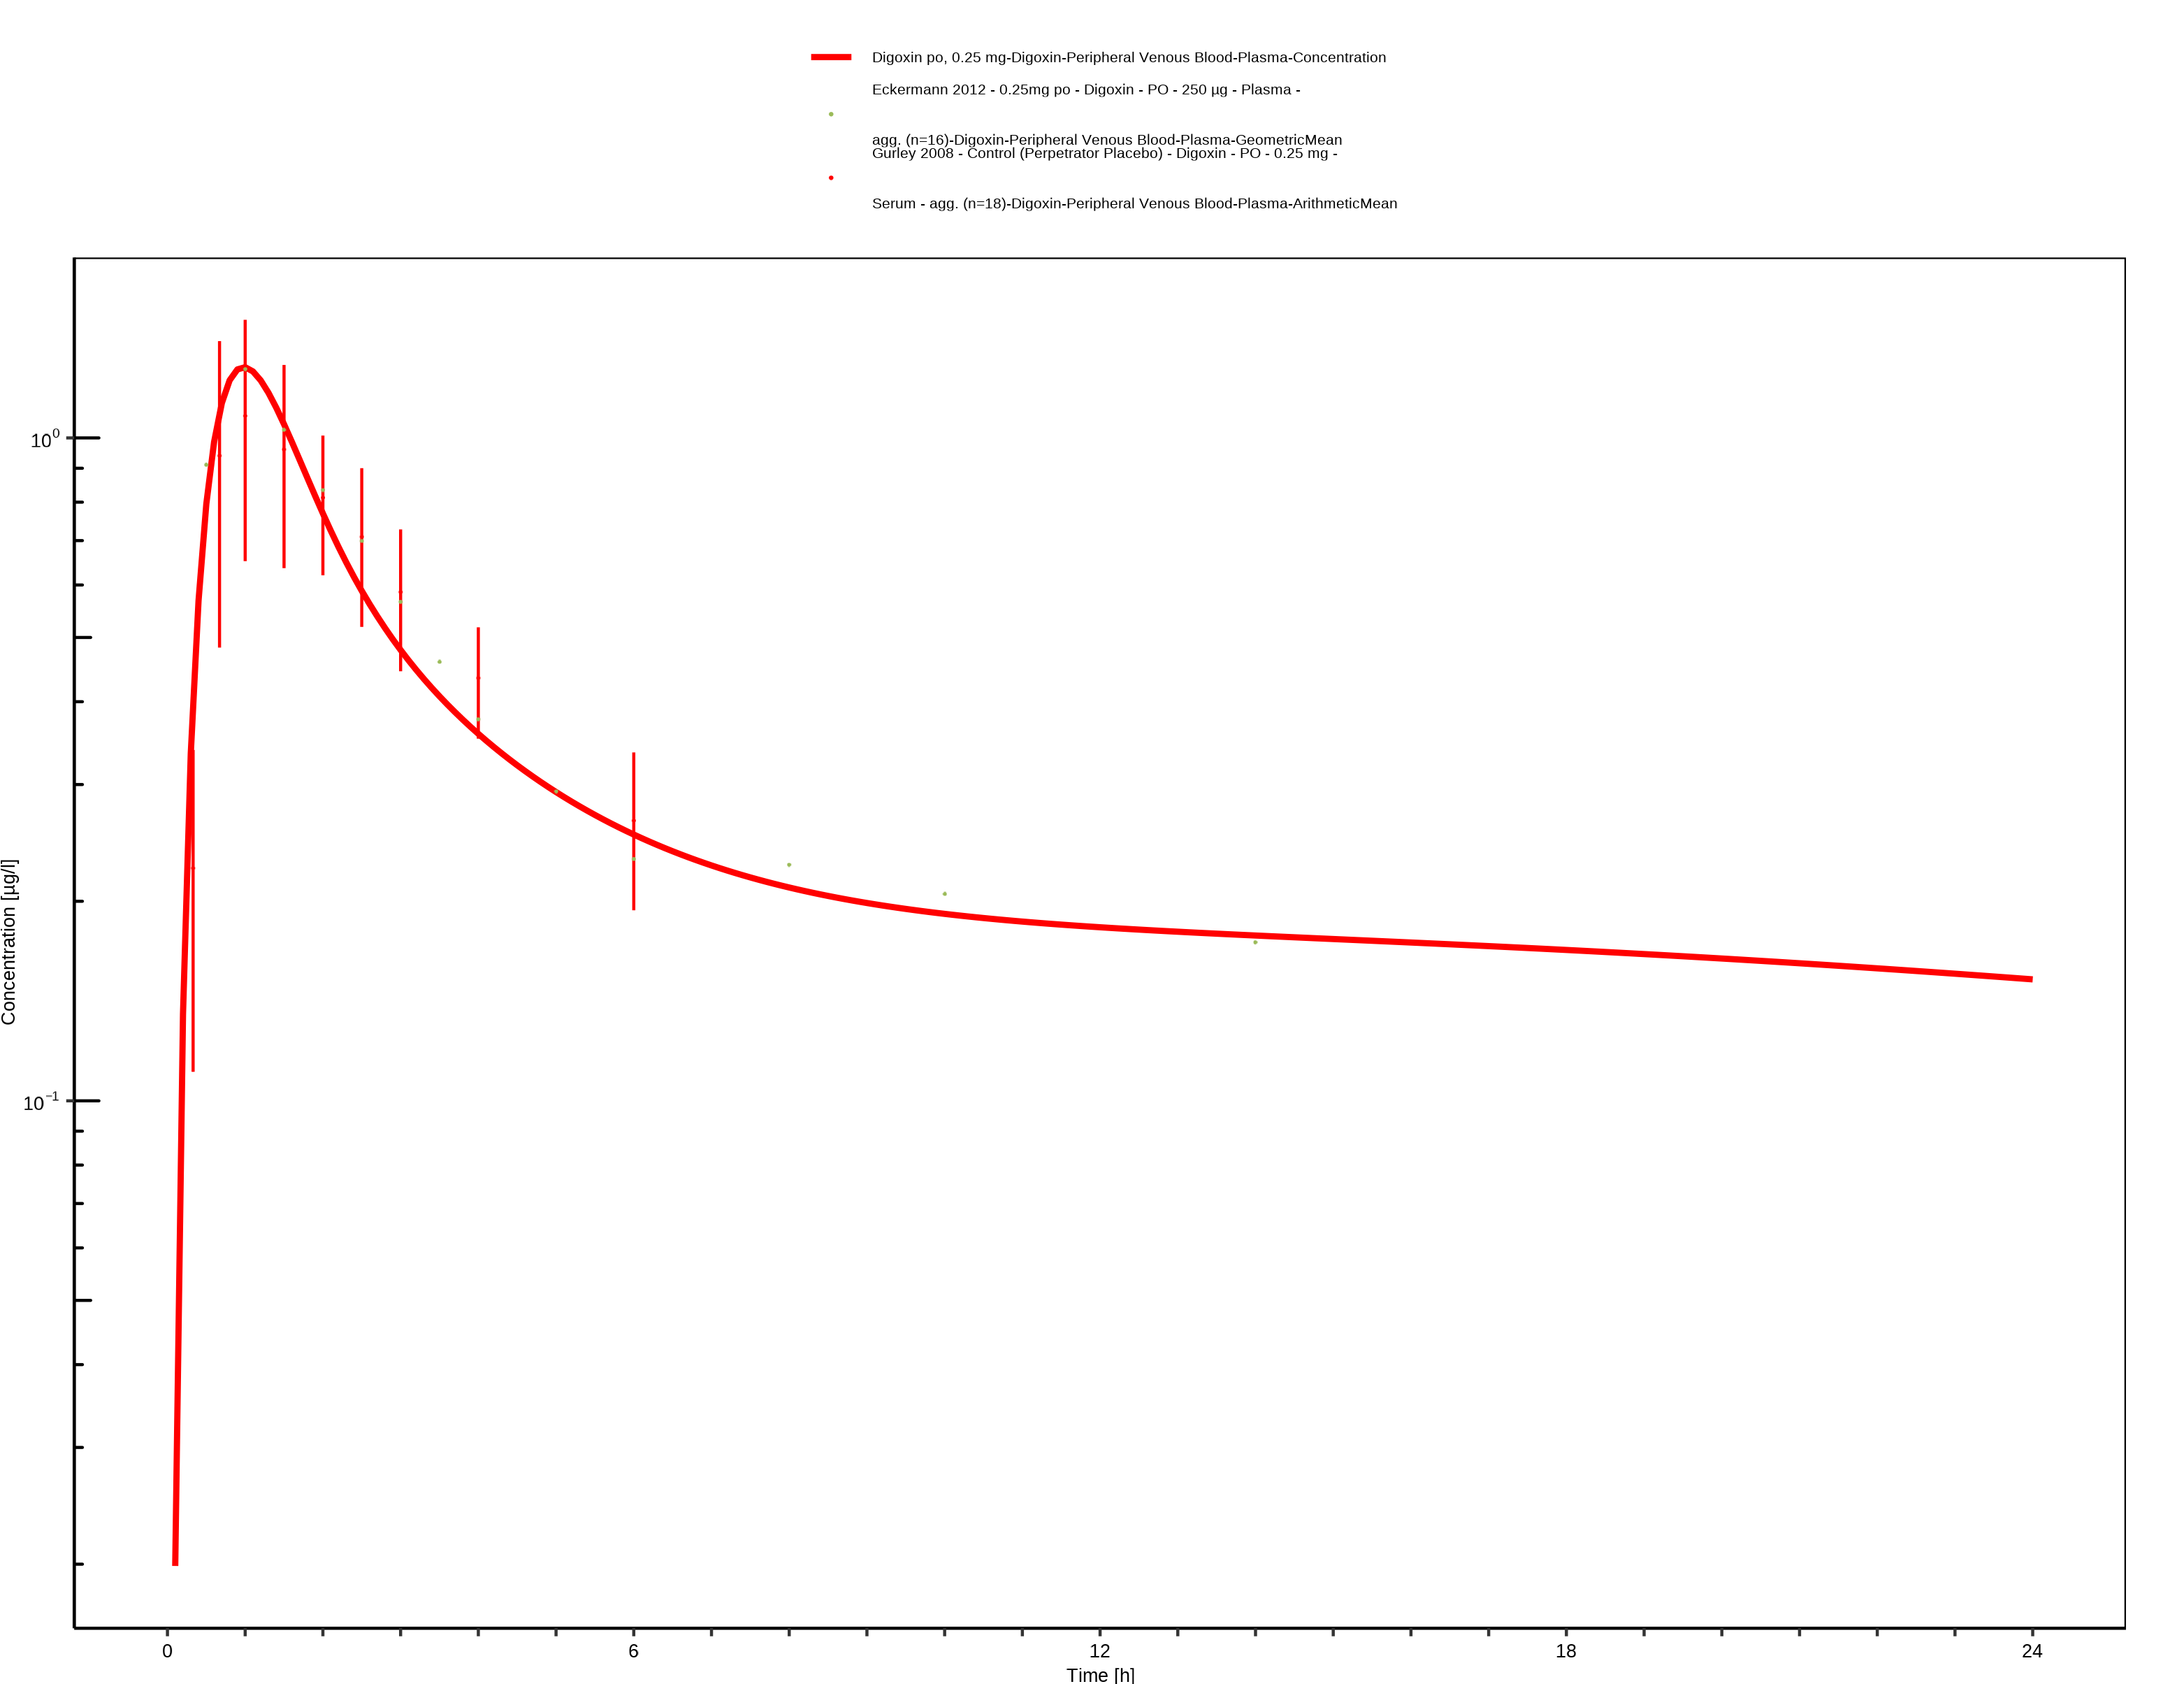 Digoxin po, 0.25 mg-Digoxin-Peripheral Venous Blood-Plasma-Concentration
Eckermann 2012 - 0.25mg po - Digoxin - PO - 250 µg - Plasma -
agg. (n=16)-Digoxin-Peripheral Venous Blood-Plasma-GeometricMean
Gurley 2008 - Control (Perpetrator Placebo) - Digoxin - PO - 0.25 mg -
Serum - agg. (n=18)-Digoxin-Peripheral Venous Blood-Plasma-ArithmeticMean
10⁰
10⁻¹
Concentration [µg/l]
0 6 12 18 24
Time [h]